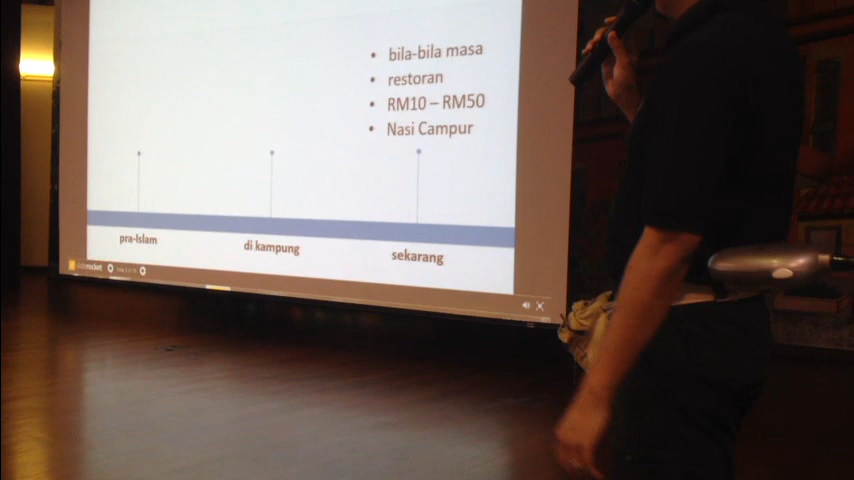 • bila-bila masa
• restoran
• RM10 – RM50
• Nasi Campur
pra-Islam
di kampung
sekarang